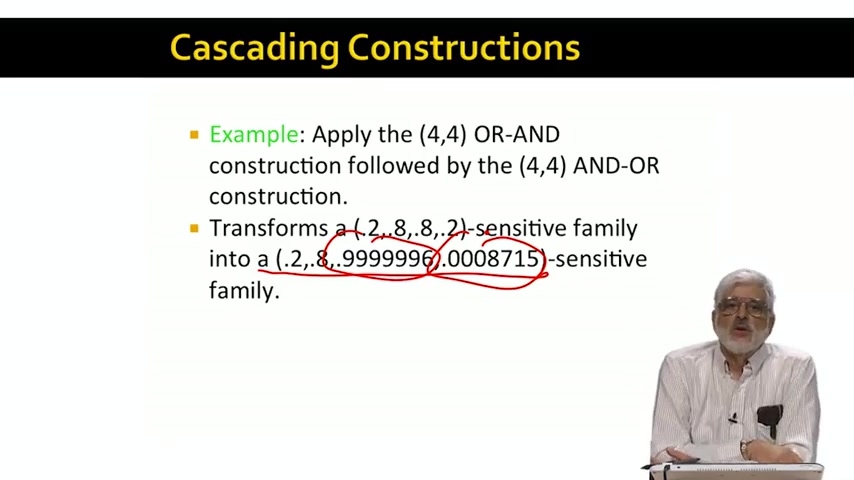 Cascading Constructions
Example: Apply the (4,4) OR-AND
construction followed by the (4,4) AND-OR
construction.
Transforms a (.2,.8,.8,.2)-sensitive family
into a (.2,.8,.9999996,.0008715)-sensitive
family.